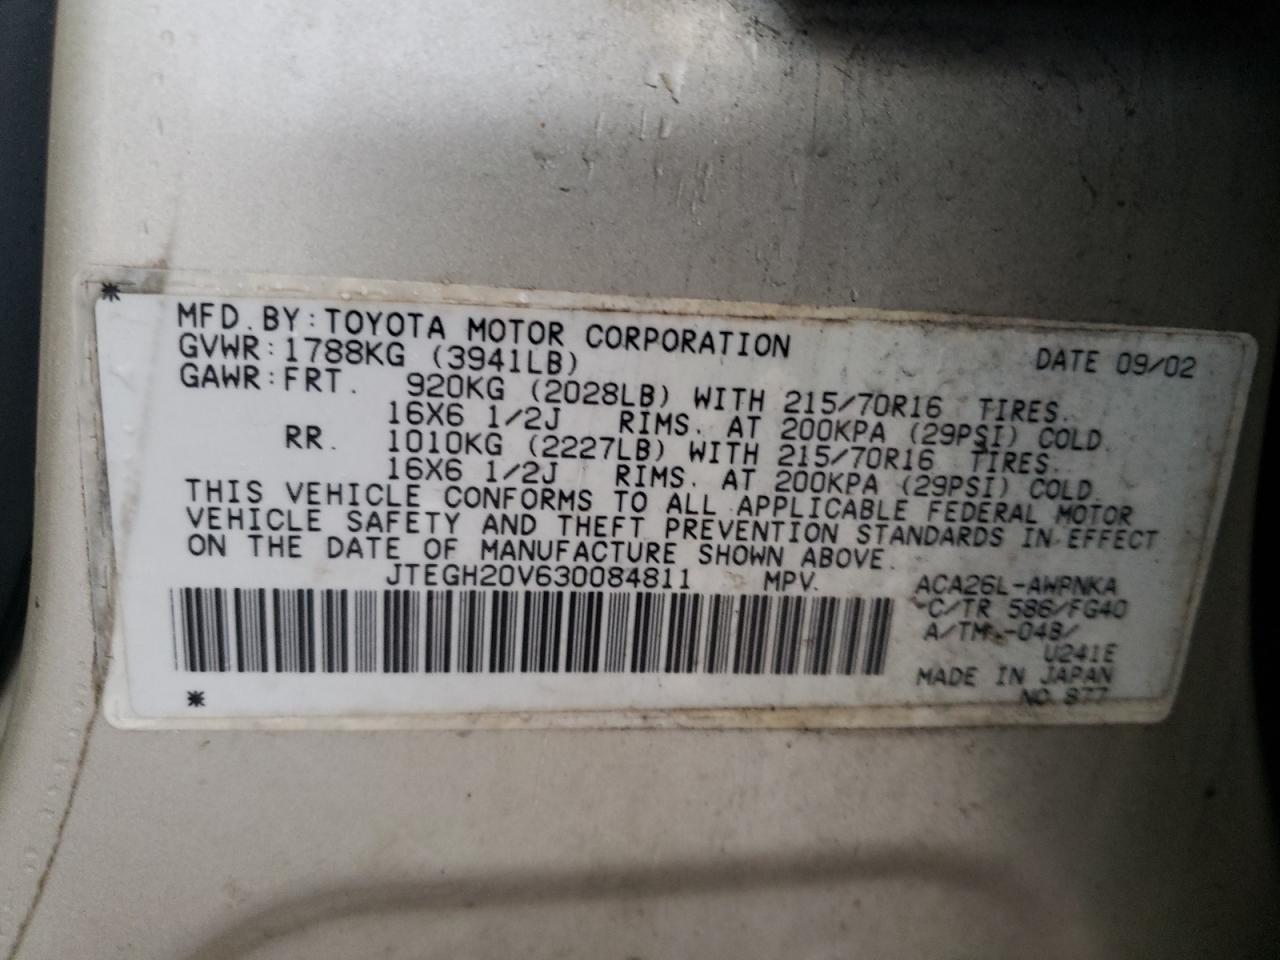 MFD. BY: TOYOTA MOTOR CORPORATION DATE 09/02
GVWR: 1788KG (3941LB)
GAWR: FRT. 920KG (2028LB) WITH 215/70R16 TIRES.
16X6 1/2J RIMS. AT 200KPA (29PSI) COLD.
RR. 1010KG (2227LB) WITH 215/70R16 TIRES.
16X6 1/2J RIMS. AT 200KPA (29PSI) COLD.
THIS VEHICLE CONFORMS TO ALL APPLICABLE FEDERAL MOTOR
VEHICLE SAFETY AND THEFT PREVENTION STANDARDS IN EFFECT
ON THE DATE OF MANUFACTURE SHOWN ABOVE.
JTEGH20V630084811 MPV. ACA26L-AWPNKA
C/TR 586/FG40
A/TM -04B/
U241E
MADE IN JAPAN
NO. 877